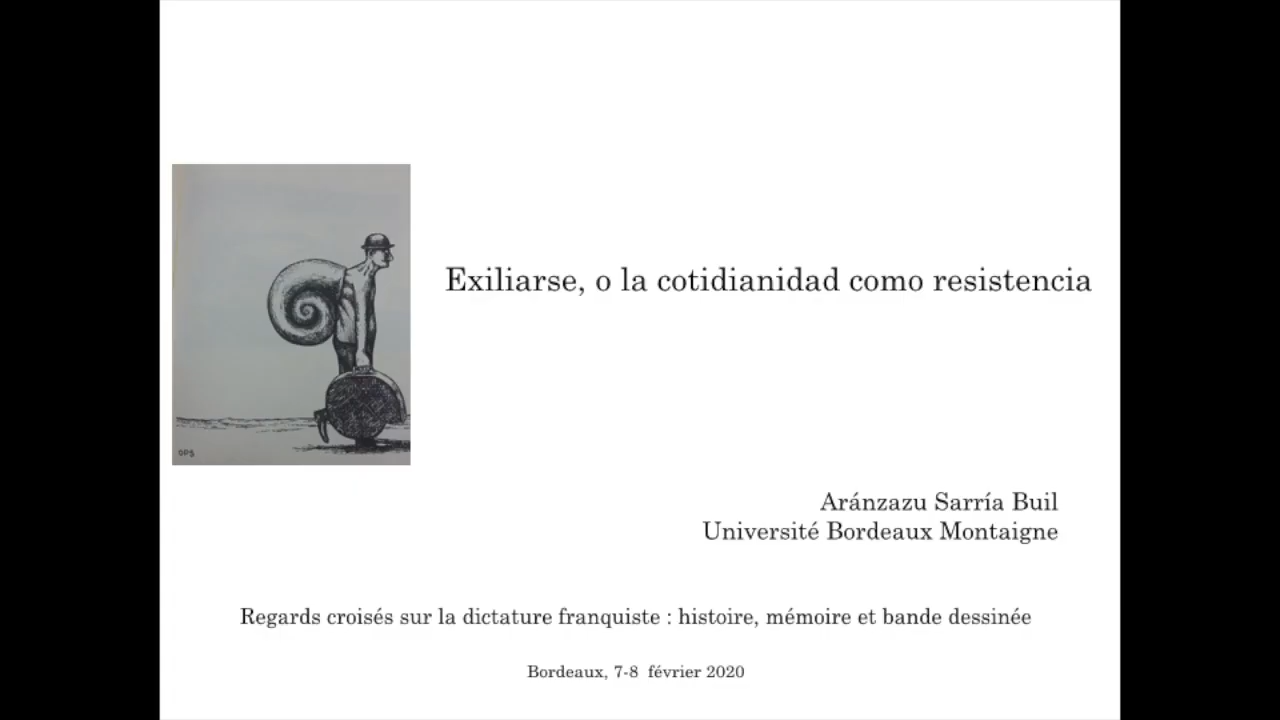 Exiliarse, o la cotidianidad como resistencia
OPS
Aránzazu Sarría Buil
Université Bordeaux Montaigne
Regards croisés sur la dictature franquiste : histoire, mémoire et bande dessinée
Bordeaux, 7-8 février 2020